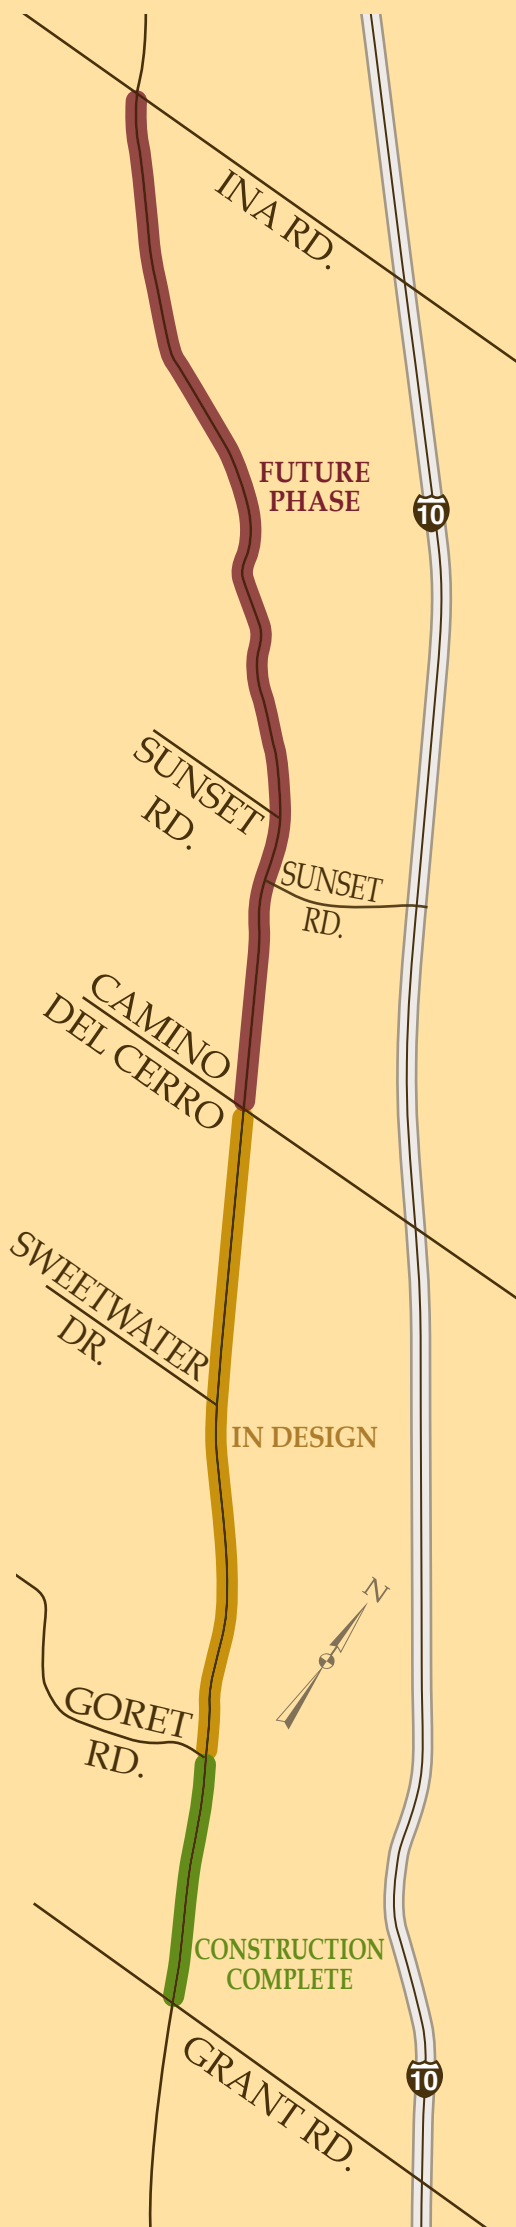 INA RD.
FUTURE
PHASE
10
SUNSET
RD.
SUNSET
RD.
CAMINO
DEL CERRO
SWEETWATER
DR.
IN DESIGN
N
GORET
RD.
CONSTRUCTION
COMPLETE
GRANT RD.
10